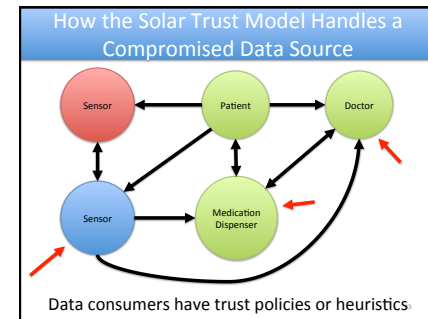 How the Solar Trust Model Handles a
Compromised Data Source
Sensor
Patient
Doctor
Sensor
Medication
Dispenser
Data consumers have trust policies or heuristics